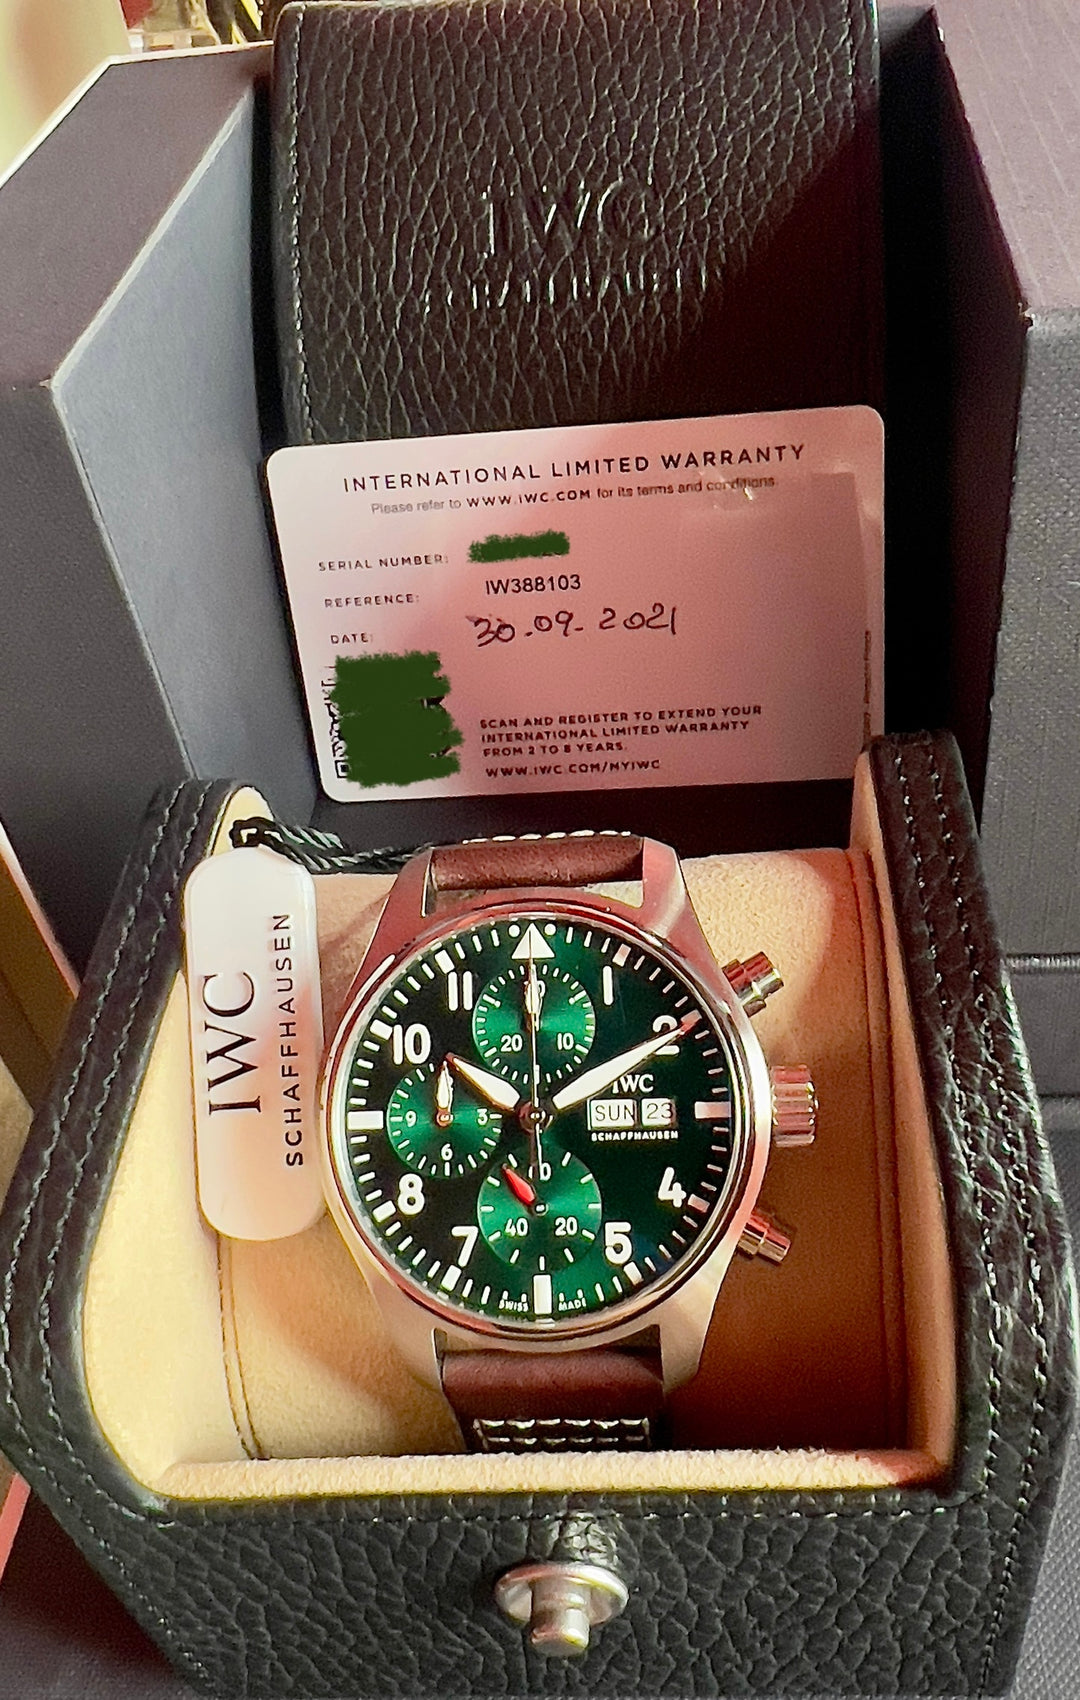 IWC
INTERNATIONAL LIMITED WARRANTY
Please refer to WWW.IWC.COM for its terms and conditions
SERIAL NUMBER:
REFERENCE: IW388103
DATE: 30.09.2021
SCAN AND REGISTER TO EXTEND YOUR
INTERNATIONAL LIMITED WARRANTY
FROM 2 TO 8 YEARS.
WWW.IWC.COM/MYIWC
IWC
SCHAFFHAUSEN
11
1
10
2
20 10
IWC
SUN 23
SCHAFFHAUSEN
9 3
6
8
4
40 20
7
5
SWISS MADE